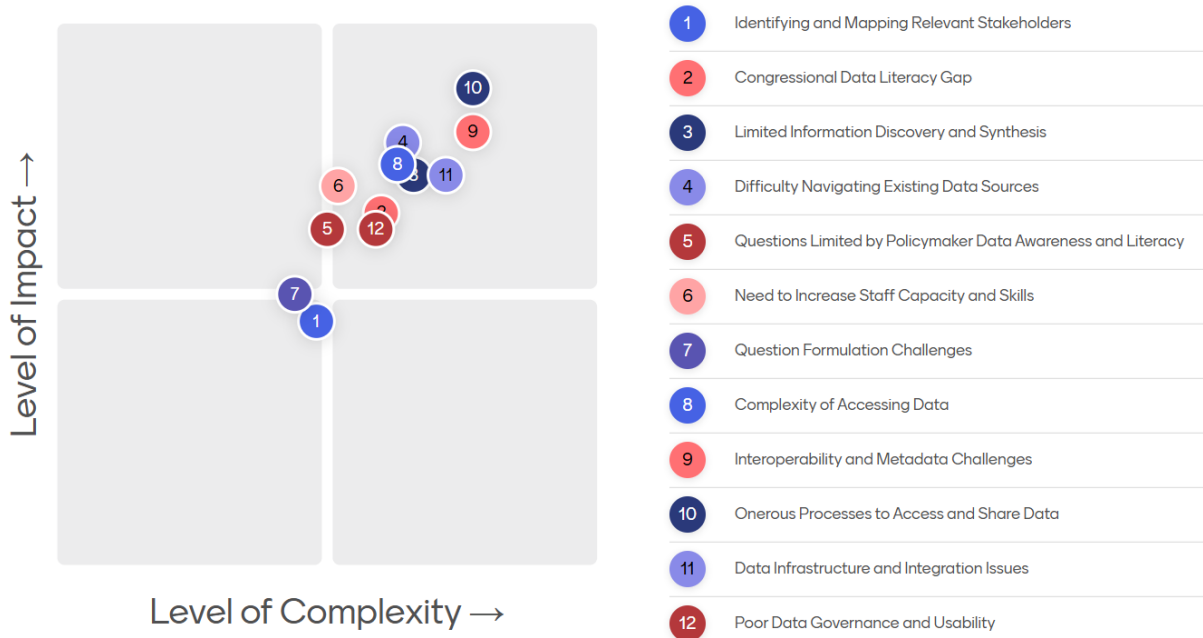 Level of Impact →
10
4
9
8
3
11
6
2
5
12
7
1
Level of Complexity →
1 Identifying and Mapping Relevant Stakeholders
2 Congressional Data Literacy Gap
3 Limited Information Discovery and Synthesis
4 Difficulty Navigating Existing Data Sources
5 Questions Limited by Policymaker Data Awareness and Literacy
6 Need to Increase Staff Capacity and Skills
7 Question Formulation Challenges
8 Complexity of Accessing Data
9 Interoperability and Metadata Challenges
10 Onerous Processes to Access and Share Data
11 Data Infrastructure and Integration Issues
12 Poor Data Governance and Usability